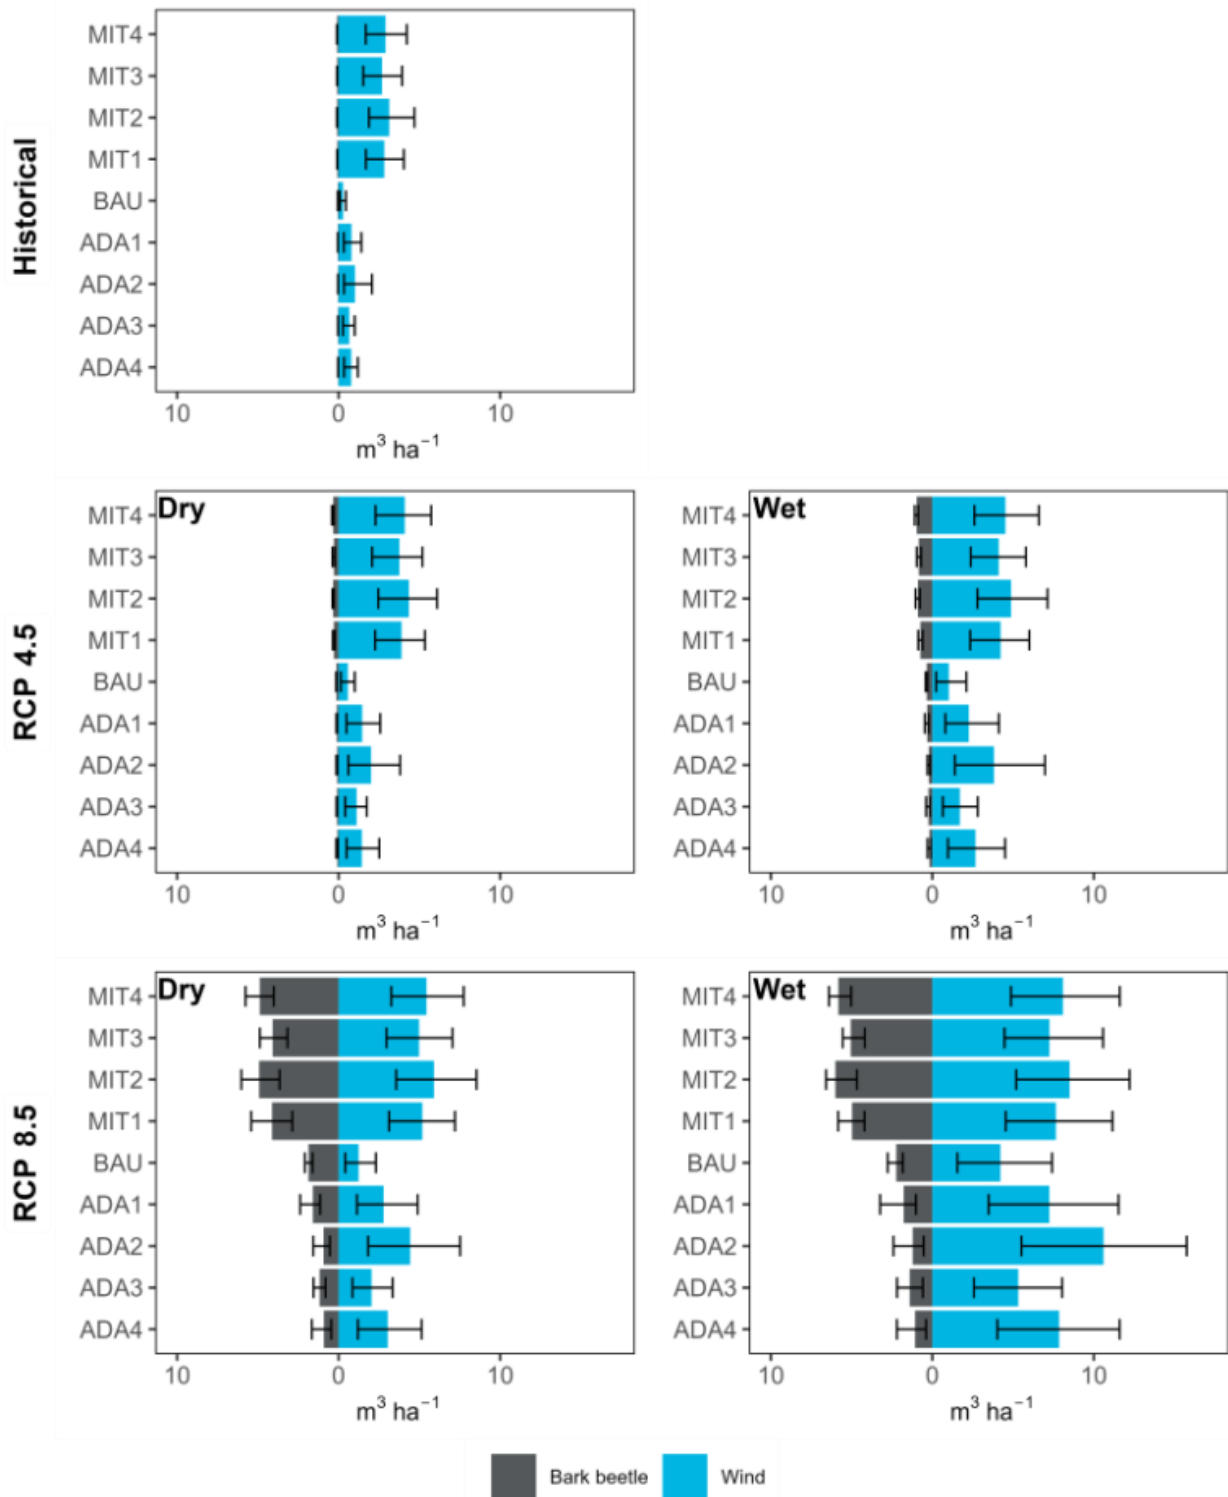 Historical
MIT4
MIT3
MIT2
MIT1
BAU
ADA1
ADA2
ADA3
ADA4
10 0 10
m³ ha⁻¹
RCP 4.5
Dry
MIT4
MIT3
MIT2
MIT1
BAU
ADA1
ADA2
ADA3
ADA4
10 0 10
m³ ha⁻¹
Wet
MIT4
MIT3
MIT2
MIT1
BAU
ADA1
ADA2
ADA3
ADA4
10 0 10
m³ ha⁻¹
RCP 8.5
Dry
MIT4
MIT3
MIT2
MIT1
BAU
ADA1
ADA2
ADA3
ADA4
10 0 10
m³ ha⁻¹
Wet
MIT4
MIT3
MIT2
MIT1
BAU
ADA1
ADA2
ADA3
ADA4
10 0 10
m³ ha⁻¹
Bark beetle Wind